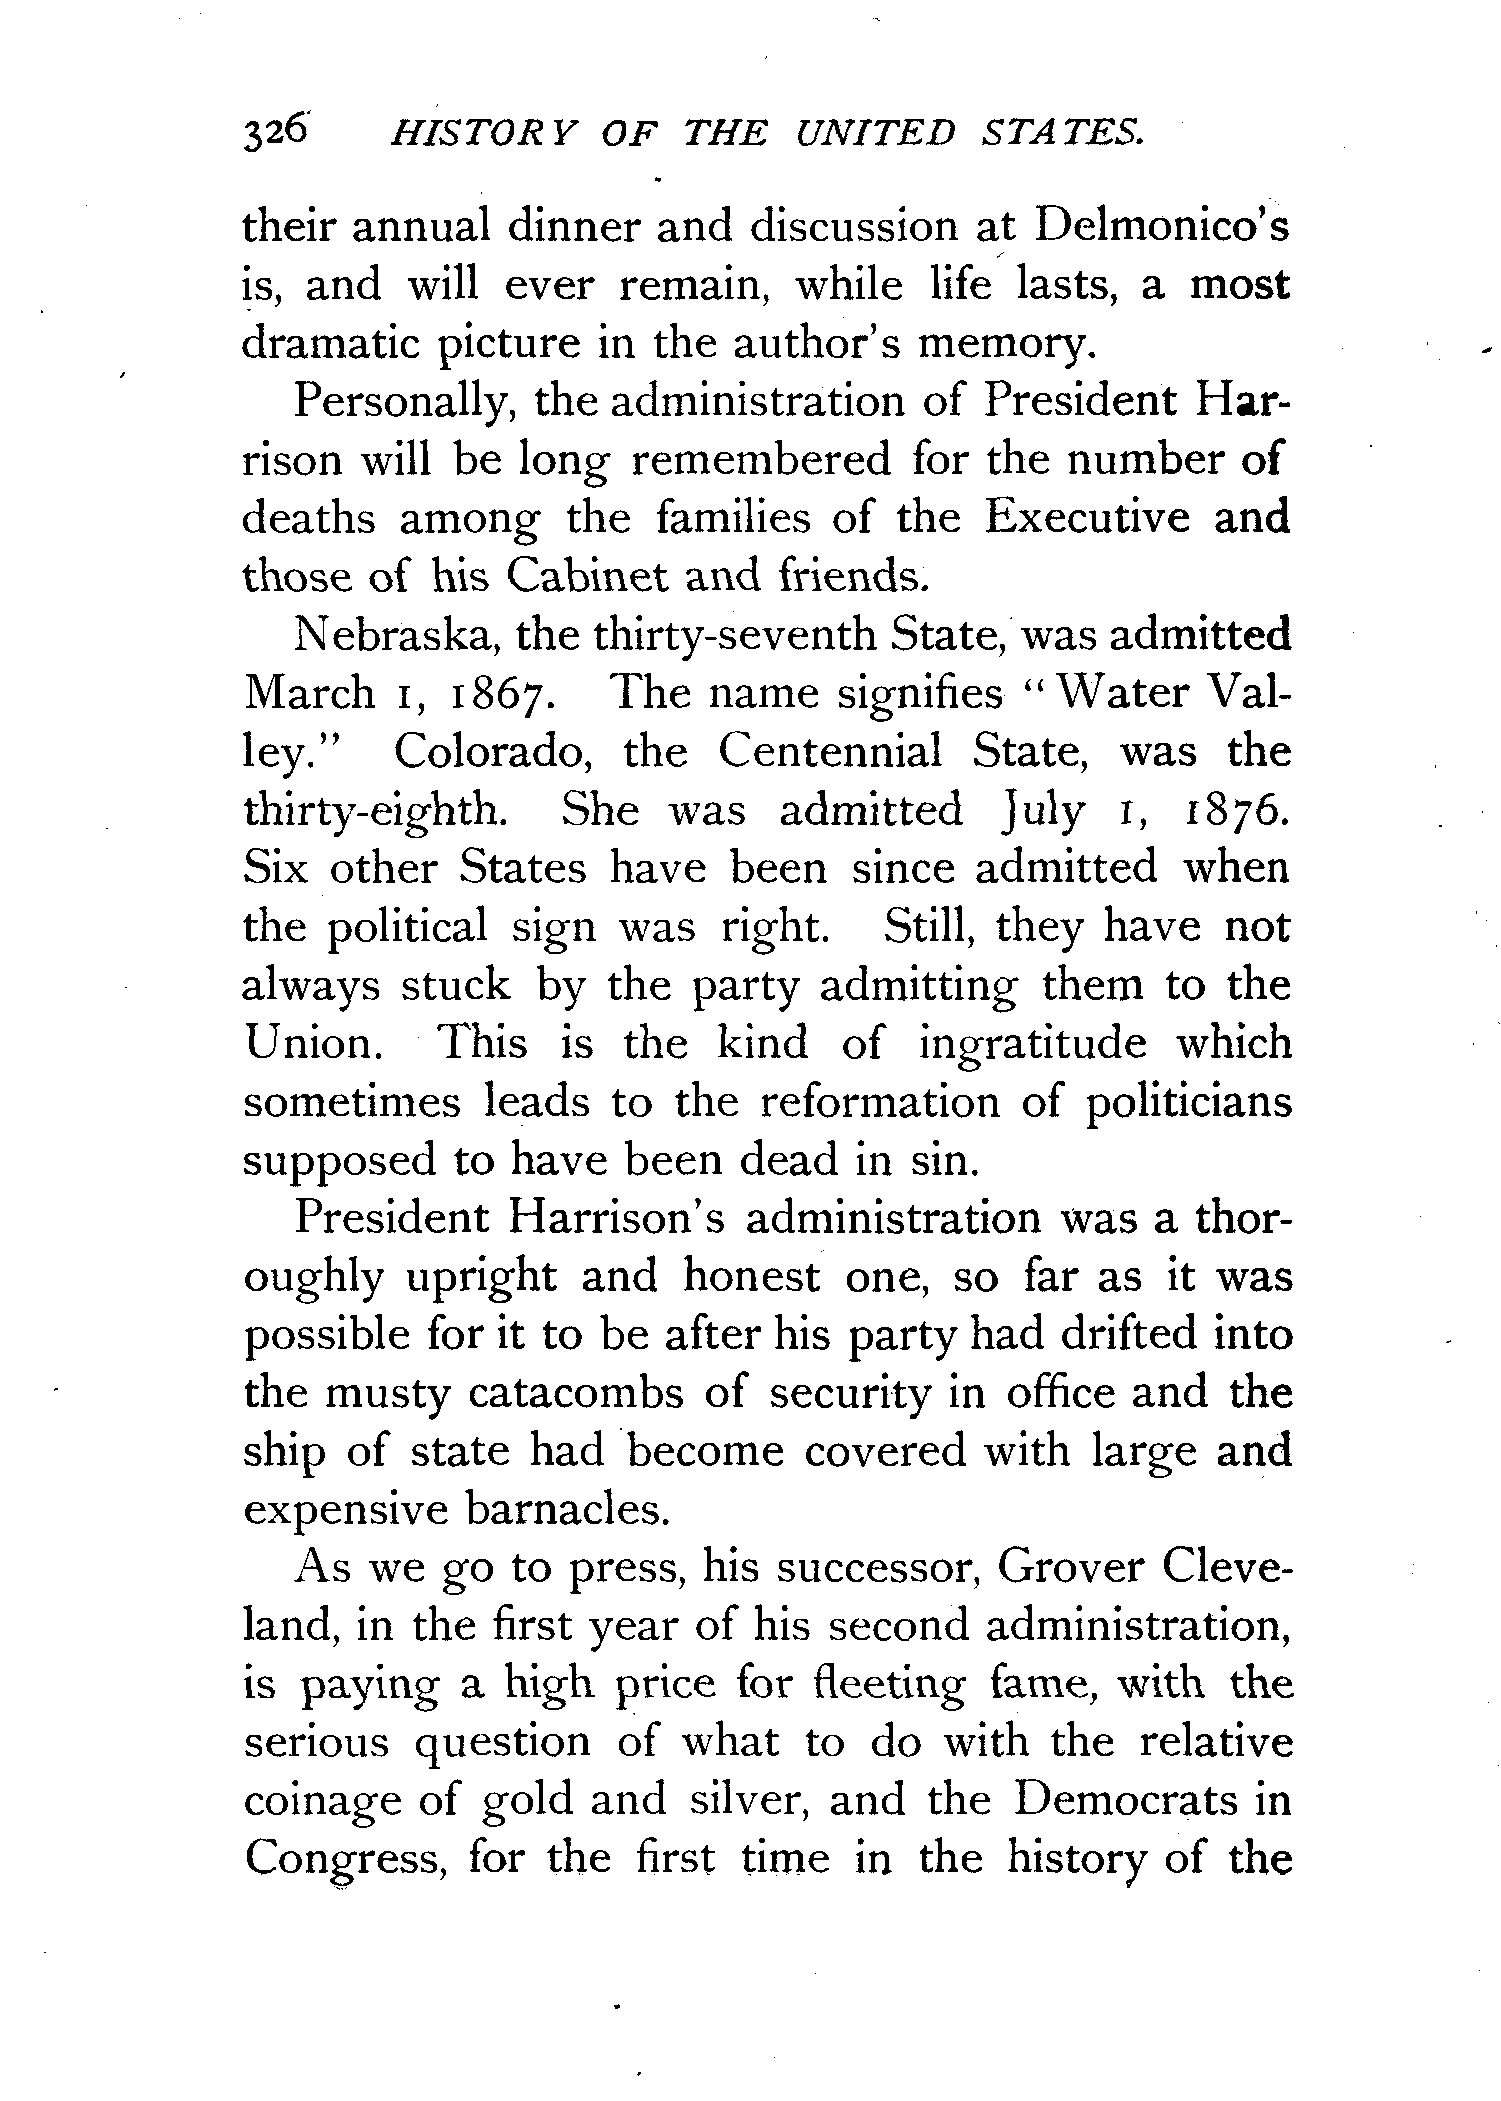 326 HISTORY OF THE UNITED STATES.
their annual dinner and discussion at Delmonico's
is, and will ever remain, while life lasts, a most
dramatic picture in the author's memory.
Personally, the administration of President Har-
rison will be long remembered for the number of
deaths among the families of the Executive and
those of his Cabinet and friends.
Nebraska, the thirty-seventh State, was admitted
March 1, 1867. The name signifies "Water Val-
ley." Colorado, the Centennial State, was the
thirty-eighth. She was admitted July 1, 1876.
Six other States have been since admitted when
the political sign was right. Still, they have not
always stuck by the party admitting them to the
Union. This is the kind of ingratitude which
sometimes leads to the reformation of politicians
supposed to have been dead in sin.
President Harrison's administration was a thor-
oughly upright and honest one, so far as it was
possible for it to be after his party had drifted into
the musty catacombs of security in office and the
ship of state had become covered with large and
expensive barnacles.
As we go to press, his successor, Grover Cleve-
land, in the first year of his second administration,
is paying a high price for fleeting fame, with the
serious question of what to do with the relative
coinage of gold and silver, and the Democrats in
Congress, for the first time in the history of the